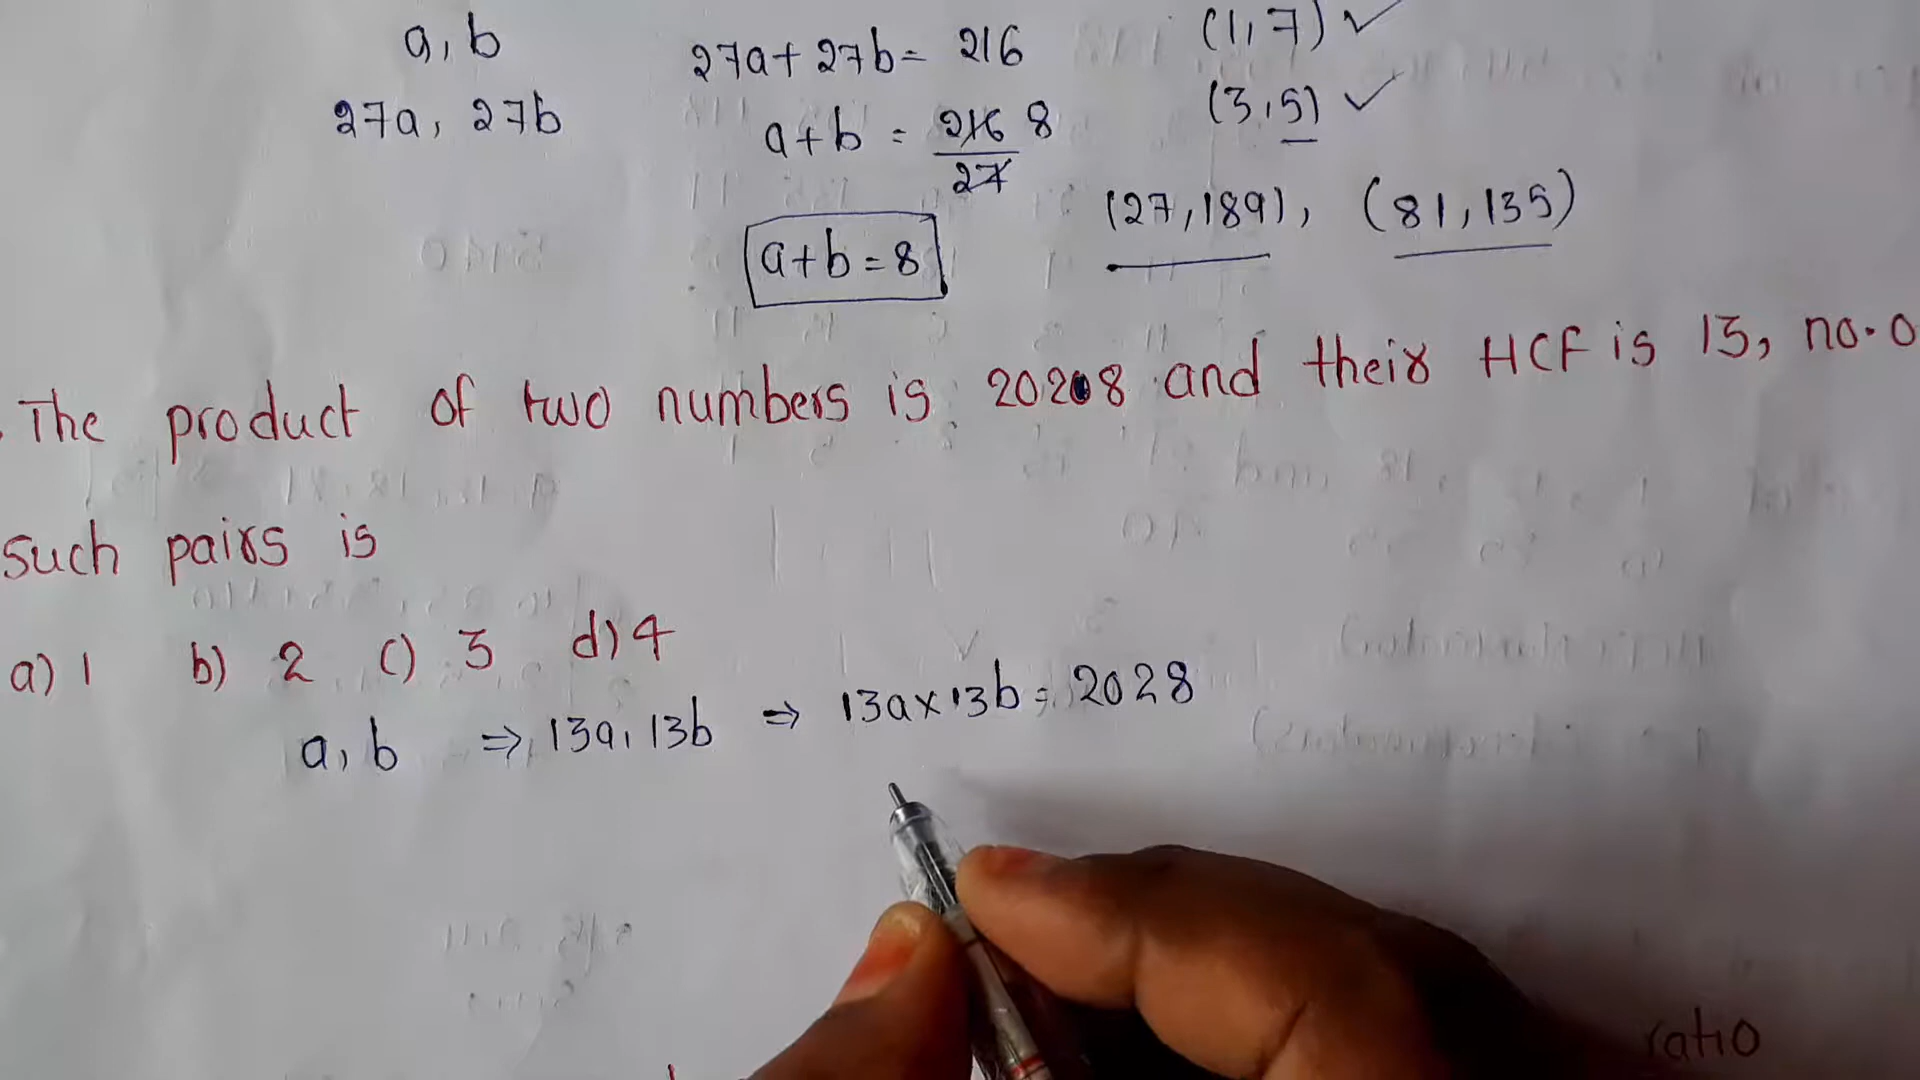 a, b
27a, 27b
27a + 27b = 216
a + b = 216/27 8
a + b = 8
(1, 7) ✓
(3, 5) ✓
(27, 189), (81, 135)
The product of two numbers is 2028 and their HCF is 13, no. o
such pairs is
a) 1 b) 2 c) 3 d) 4
a, b ⇒ 13a, 13b ⇒ 13a × 13b = 2028
ratio